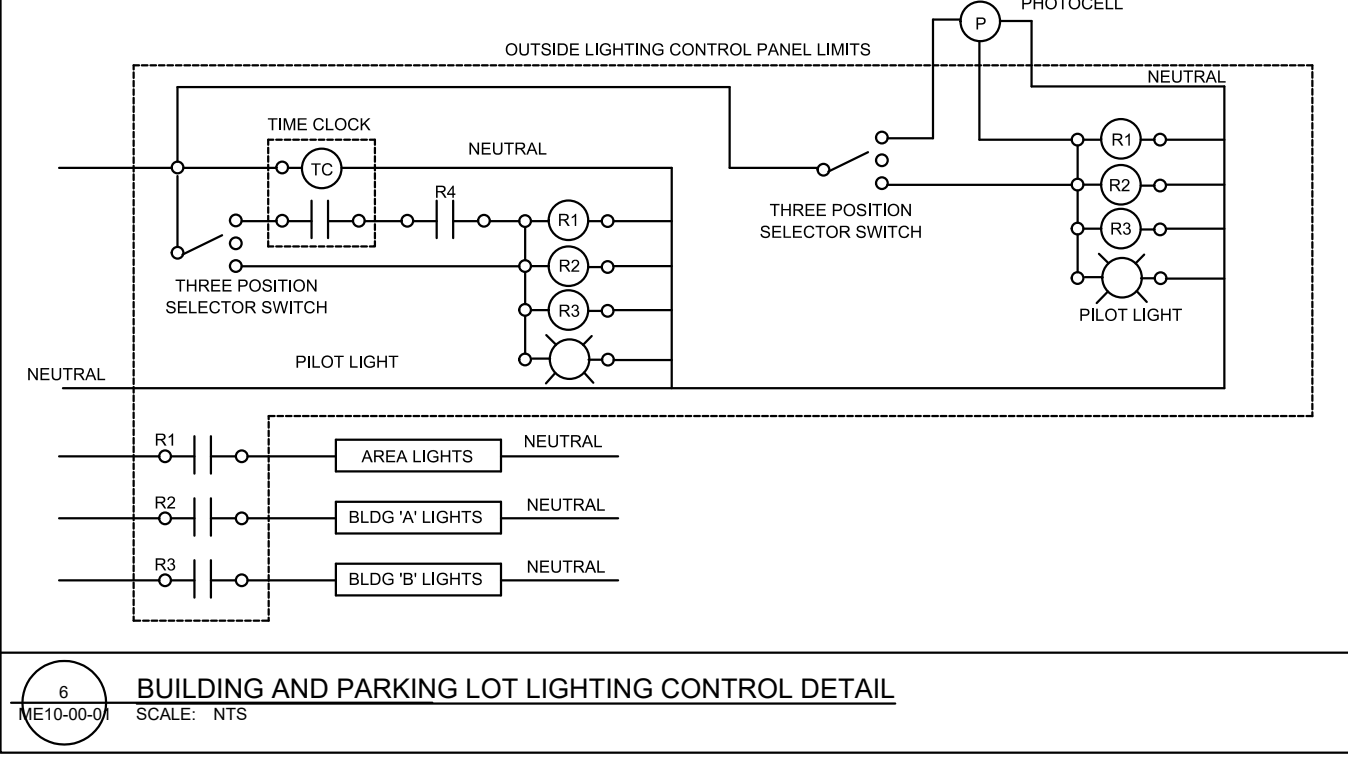 PHOTOCELL
P
OUTSIDE LIGHTING CONTROL PANEL LIMITS
NEUTRAL
TIME CLOCK
TC
NEUTRAL
R4
R1
R2
R3
THREE POSITION
SELECTOR SWITCH
PILOT LIGHT
THREE POSITION
SELECTOR SWITCH
R1
R2
R3
PILOT LIGHT
NEUTRAL
R1
AREA LIGHTS
NEUTRAL
R2
BLDG 'A' LIGHTS
NEUTRAL
R3
BLDG 'B' LIGHTS
NEUTRAL
6
ME10-00-01
BUILDING AND PARKING LOT LIGHTING CONTROL DETAIL
SCALE: NTS